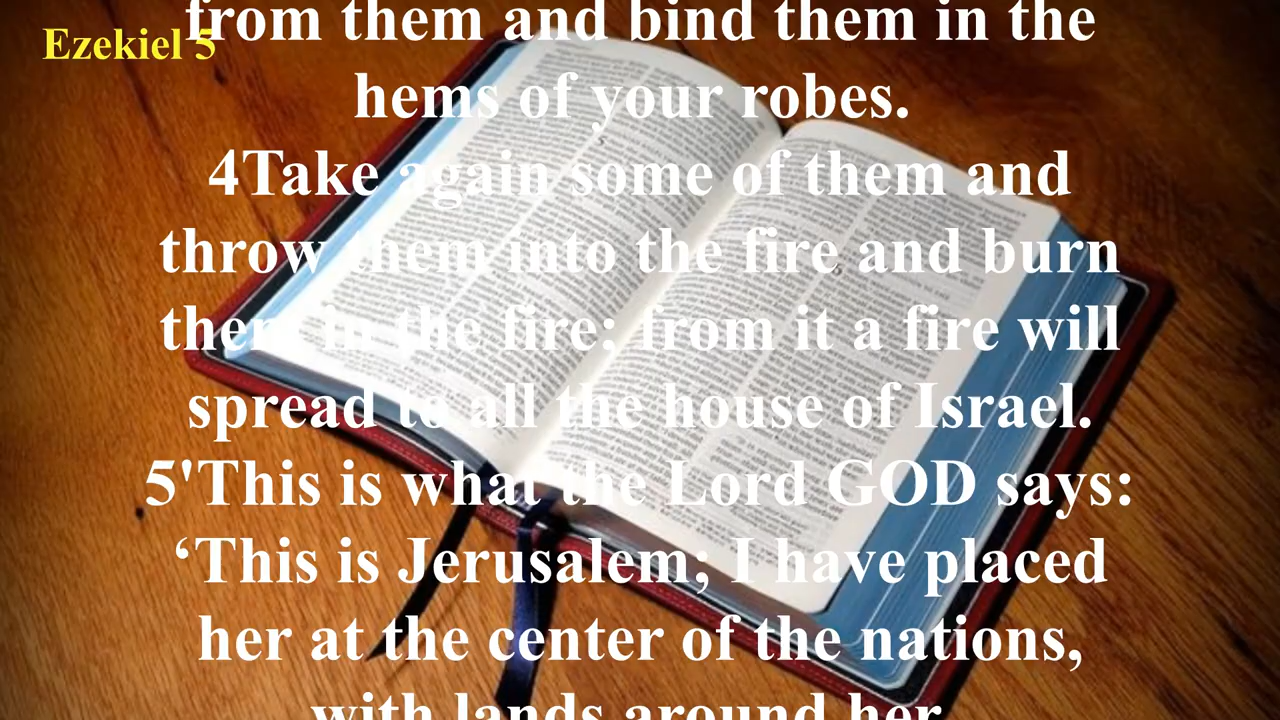 Ezekiel 5
from them and bind them in the
hems of your robes.
4Take again some of them and
throw them into the fire and burn
them in the fire; from it a fire will
spread to all the house of Israel.
5'This is what the Lord GOD says:
‘This is Jerusalem; I have placed
her at the center of the nations,
with lands around her